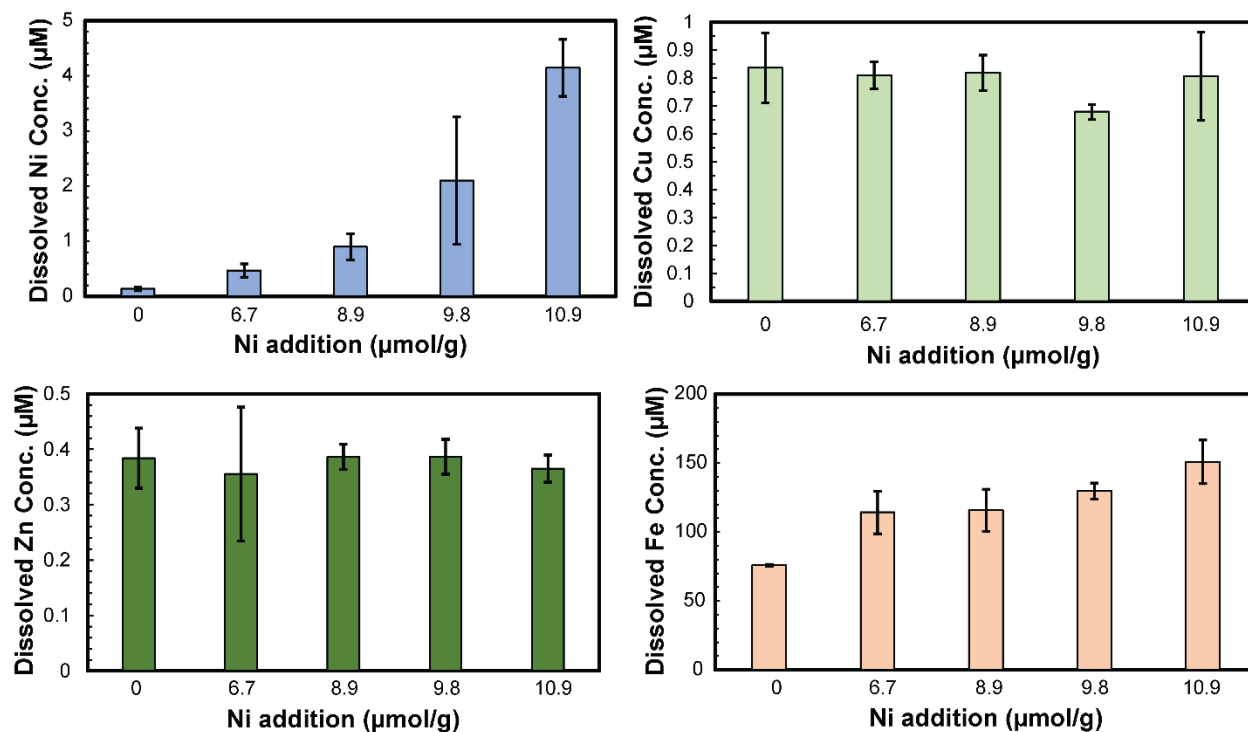 Dissolved Ni Conc. (µM)
5
4
3
2
1
0
0 6.7 8.9 9.8 10.9
Ni addition (µmol/g)
Dissolved Cu Conc. (µM)
1
0.9
0.8
0.7
0.6
0.5
0.4
0.3
0.2
0.1
0
0 6.7 8.9 9.8 10.9
Ni addition (µmol/g)
Dissolved Zn Conc. (µM)
0.5
0.4
0.3
0.2
0.1
0
0 6.7 8.9 9.8 10.9
Ni addition (µmol/g)
Dissolved Fe Conc. (µM)
200
150
100
50
0
0 6.7 8.9 9.8 10.9
Ni addition (µmol/g)